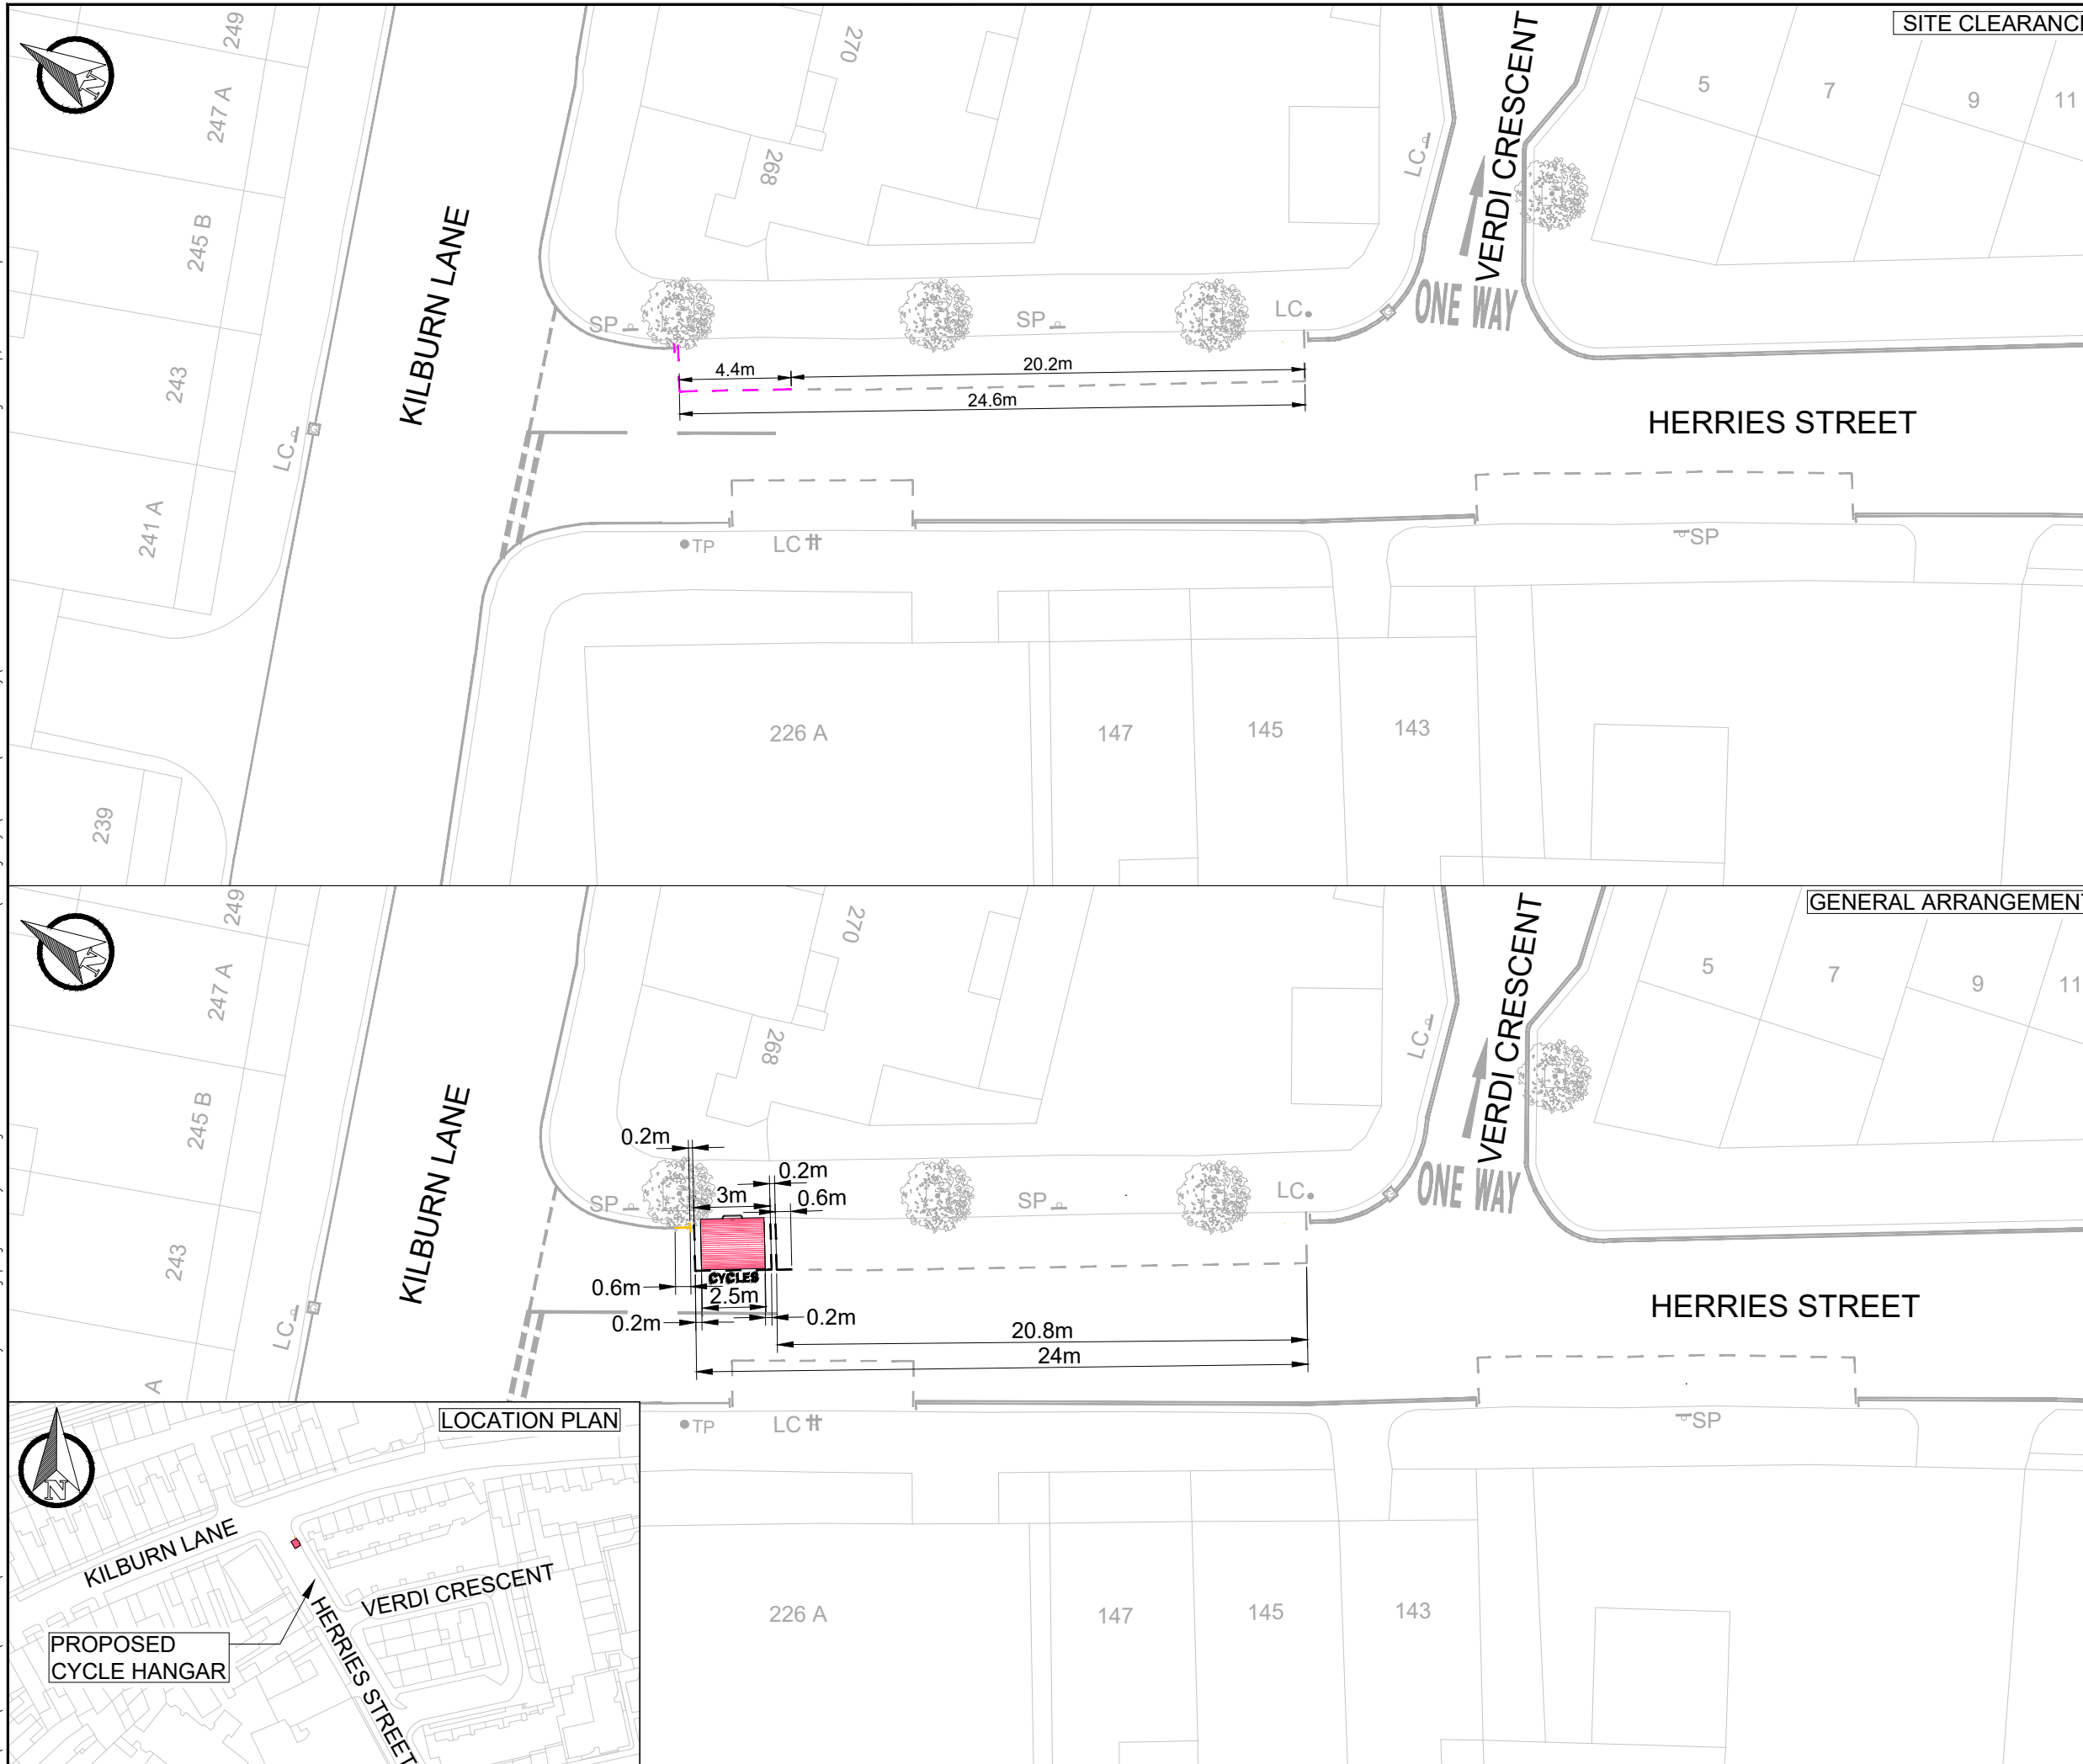 SITE CLEARANCE
249
247 A
245 B
243
241 A
239
KILBURN LANE
270
268
VERDI CRESCENT
ONE WAY
5
7
9
11
N
LC
SP
SP
LC
LC
4.4m
20.2m
24.6m
HERRIES STREET
TP
LC
SP
226 A
147
145
143
GENERAL ARRANGEMENT
249
247 A
245 B
243
A
KILBURN LANE
270
268
VERDI CRESCENT
ONE WAY
5
7
9
11
N
LC
SP
SP
LC
LC
0.2m
0.2m
3m
0.6m
CYCLES
0.6m
2.5m
0.2m
0.2m
20.8m
24m
HERRIES STREET
TP
LC
SP
226 A
147
145
143
LOCATION PLAN
N
KILBURN LANE
VERDI CRESCENT
HERRIES STREET
PROPOSED
CYCLE HANGAR